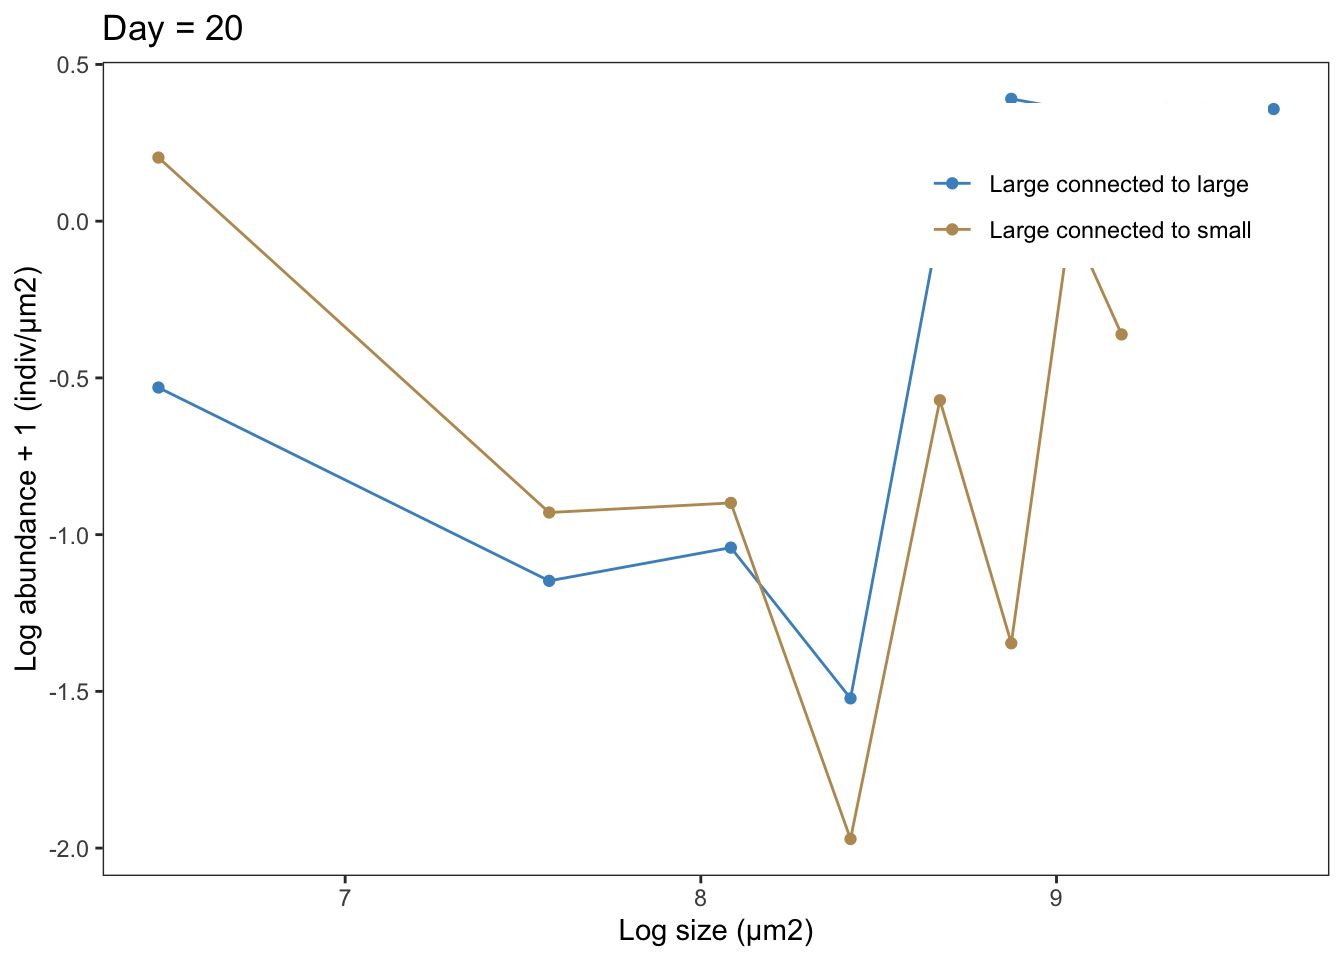 Day = 20
0.5
0.0
-0.5
-1.0
-1.5
-2.0
Log abundance + 1 (indiv/µm2)
Large connected to large
Large connected to small
7 8 9
Log size (µm2)